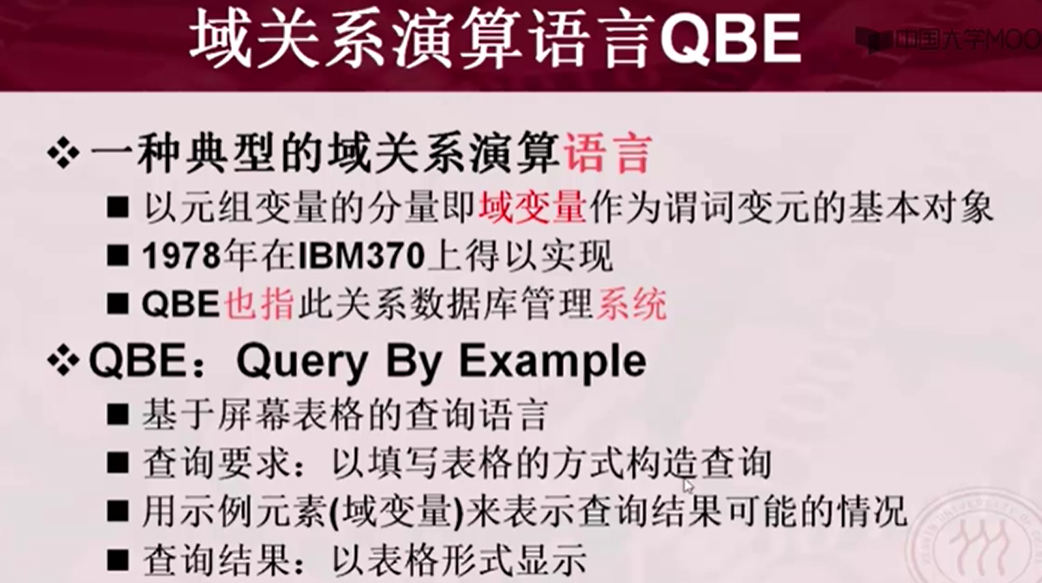 域关系演算语言QBE
中国大学MOO
❖一种典型的域关系演算语言
■ 以元组变量的分量即域变量作为谓词变元的基本对象
■ 1978年在IBM370上得以实现
■ QBE也指此关系数据库管理系统
❖QBE：Query By Example
■ 基于屏幕表格的查询语言
■ 查询要求：以填写表格的方式构造查询
■ 用示例元素(域变量)来表示查询结果可能的情况
■ 查询结果：以表格形式显示